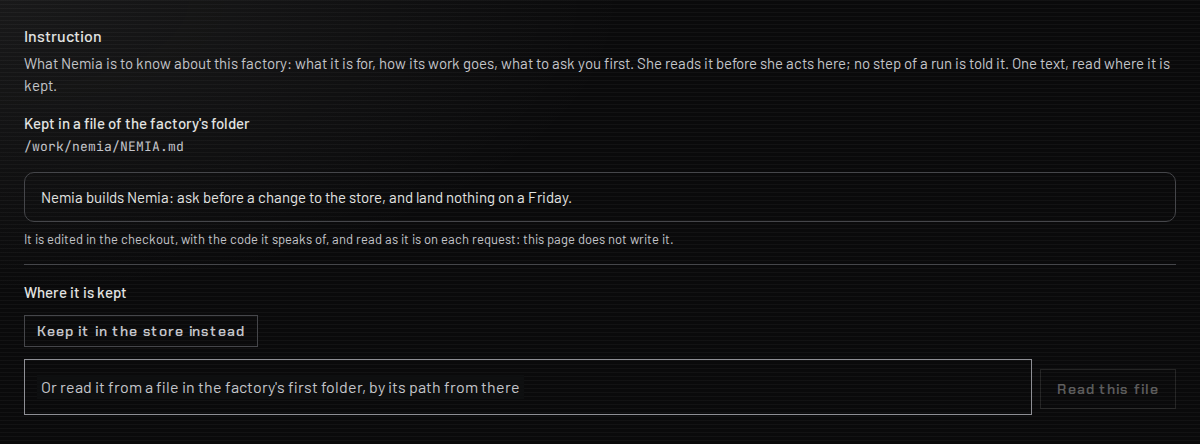 Instruction
What Nemia is to know about this factory: what it is for, how its work goes, what to ask you first. She reads it before she acts here; no step of a run is told it. One text, read where it is
kept.
Kept in a file of the factory's folder
/work/nemia/NEMIA.md
Nemia builds Nemia: ask before a change to the store, and land nothing on a Friday.
It is edited in the checkout, with the code it speaks of, and read as it is on each request: this page does not write it.
Where it is kept
Keep it in the store instead
Or read it from a file in the factory's first folder, by its path from there
Read this file